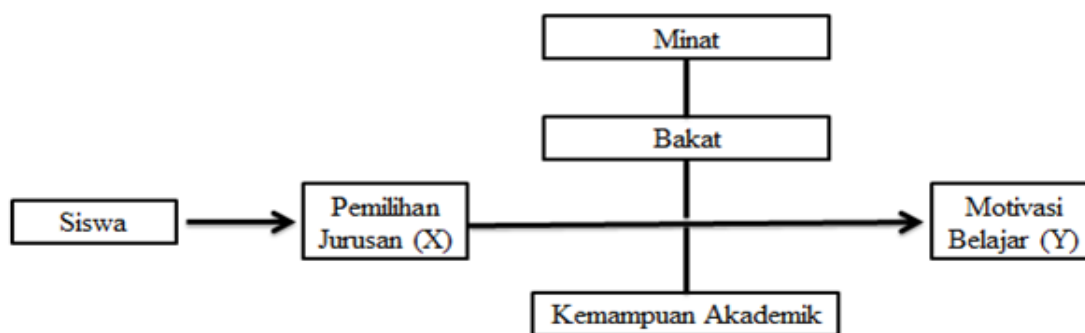 Minat
Bakat
Siswa
Pemilihan
Jurusan (X)
Motivasi
Belajar (Y)
Kemampuan Akademik